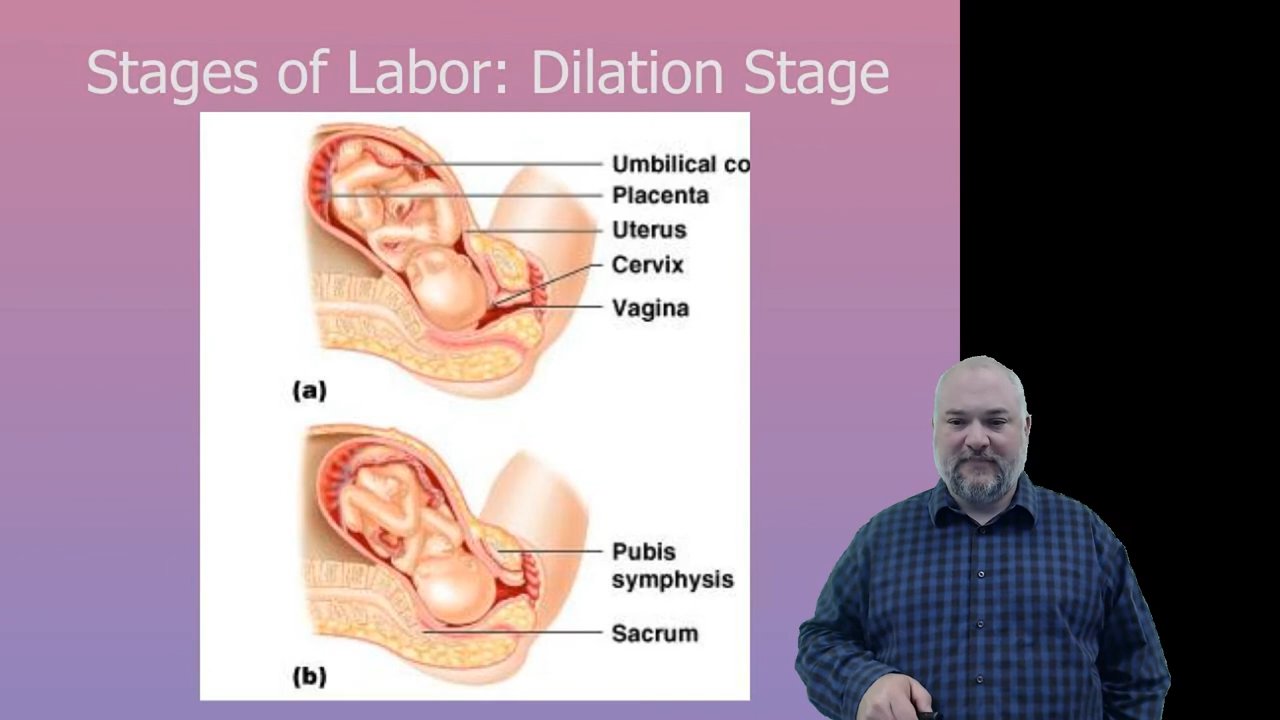 Stages of Labor: Dilation Stage
Umbilical co
Placenta
Uterus
Cervix
Vagina
(a)
Pubis
symphysis
Sacrum
(b)